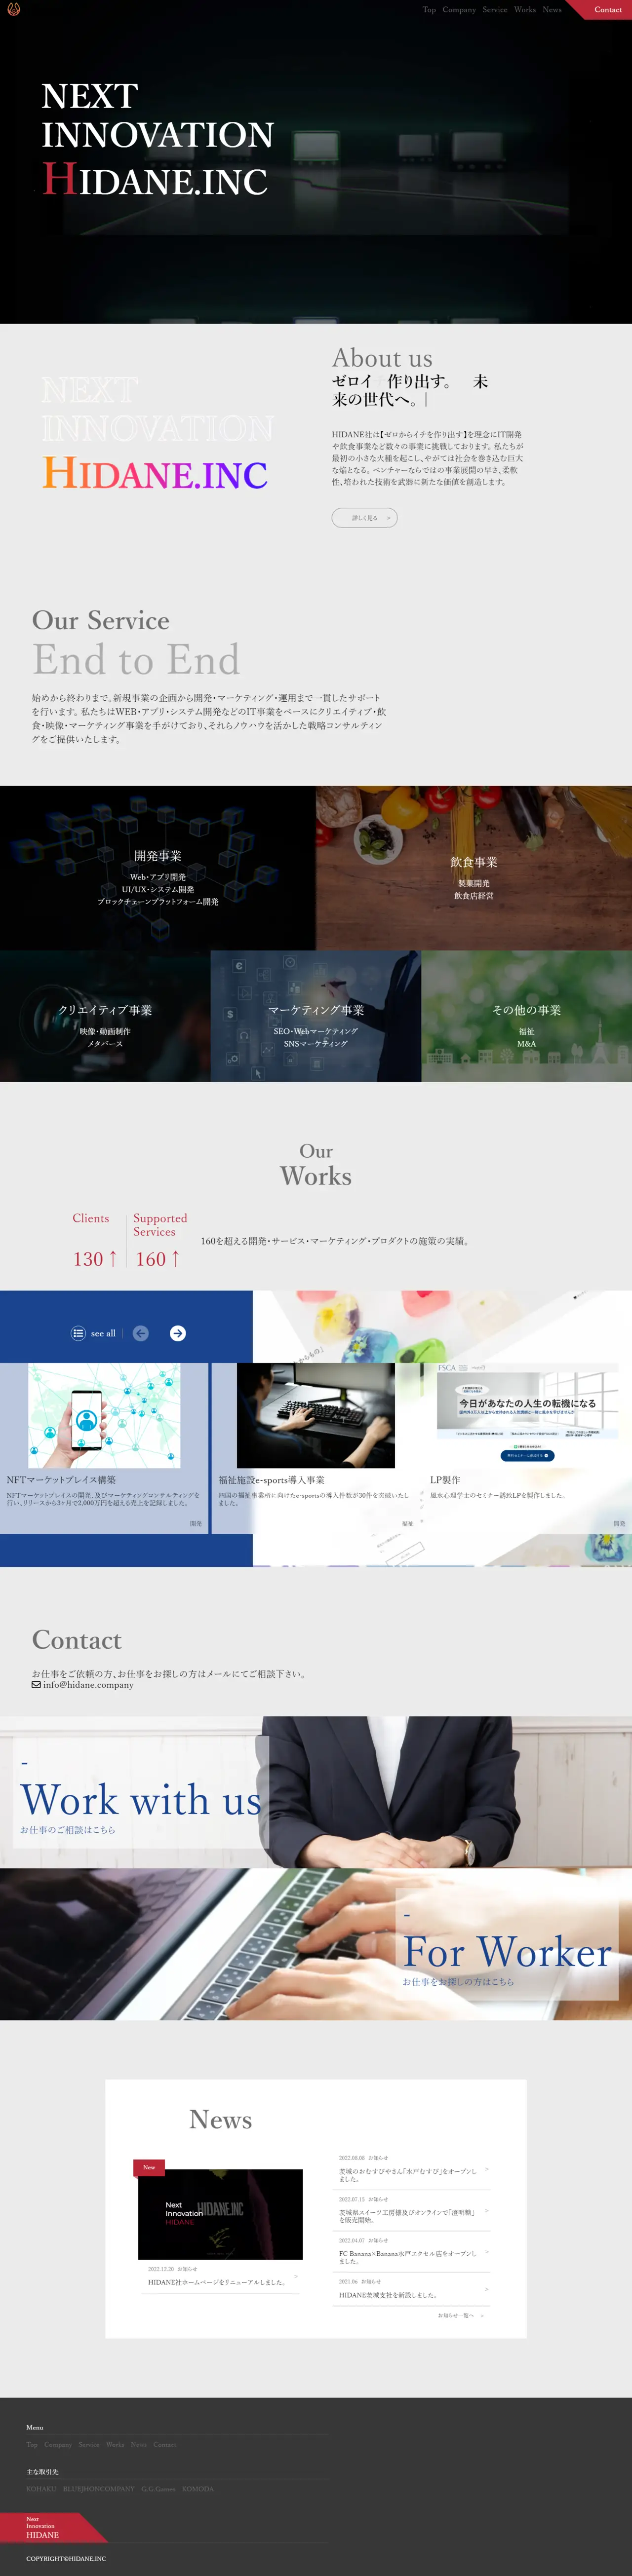 Top Company Service Works News Contact
NEXT
INNOVATION
HIDANE.INC
NEXT
INNOVATION
HIDANE.INC
About us
ゼロイ 作り出す。 未
来の世代へ。|
HIDANE社は【ゼロからイチを作り出す】を理念にIT開発
や飲食事業など数々の事業に挑戦しております。私たちが
最初の小さな火種を起こし、やがては社会を巻き込む巨大
な焔となる。ベンチャーならではの事業展開の早さ、柔軟
性、培われた技術を武器に新たな価値を創造します。
詳しく見る >
Our Service
End to End
始めから終わりまで。新規事業の企画から開発・マーケティング・運用まで一貫したサポート
を行います。私たちはWEB・アプリ・システム開発などのIT事業をベースにクリエイティブ・飲
食・映像・マーケティング事業を手がけており、それらノウハウを活かした戦略コンサルティン
グをご提供いたします。
開発事業
Web・アプリ開発
UI/UX・システム開発
ブロックチェーンプラットフォーム開発
飲食事業
製菓開発
飲食店経営
クリエイティブ事業
映像・動画制作
メタバース
マーケティング事業
SEO・Webマーケティング
SNSマーケティング
その他の事業
福祉
M&A
Our
Works
Clients
130 ↑
Supported
Services
160 ↑
160を超える開発・サービス・マーケティング・プロダクトの施策の実績。
see all
NFTマーケットプレイス構築
NFTマーケットプレイスの開発、及びマーケティングコンサルティングを
行い、リリースから3ヶ月で2,000万円を超える売上を記録しました。
開発
福祉施設e-sports導入事業
四国の福祉事業所に向けたe-sportsの導入件数が30件を突破いたし
ました。
福祉
FSCA
今日があなたの人生の転機になる
LP製作
風水心理学士のセミナー誘致LPを製作しました。
開発
Contact
お仕事をご依頼の方、お仕事をお探しの方はメールにてご相談下さい。
info@hidane.company
-
Work with us
お仕事のご相談はこちら
-
For Worker
お仕事をお探しの方はこちら
News
New
Next
Innovation
HIDANE
HIDANE.INC
2022.12.20 お知らせ
HIDANE社ホームページをリニューアルしました。
2022.08.08 お知らせ
茨城のおむすびやさん「水戸むすび」をオープンし
ました。
2022.07.15 お知らせ
茨城県スイーツ工房様及びオンラインで「澄明糖」
を販売開始。
2022.04.07 お知らせ
FC Banana×Banana水戸エクセル店をオープンし
ました。
2021.06 お知らせ
HIDANE茨城支社を新設しました。
お知らせ一覧へ >
Menu
Top Company Service Works News Contact
主な取引先
KOHAKU BLUEJHONCOMPANY G.G.Games KOMODA
Next
Innovation
HIDANE
COPYRIGHT©HIDANE.INC